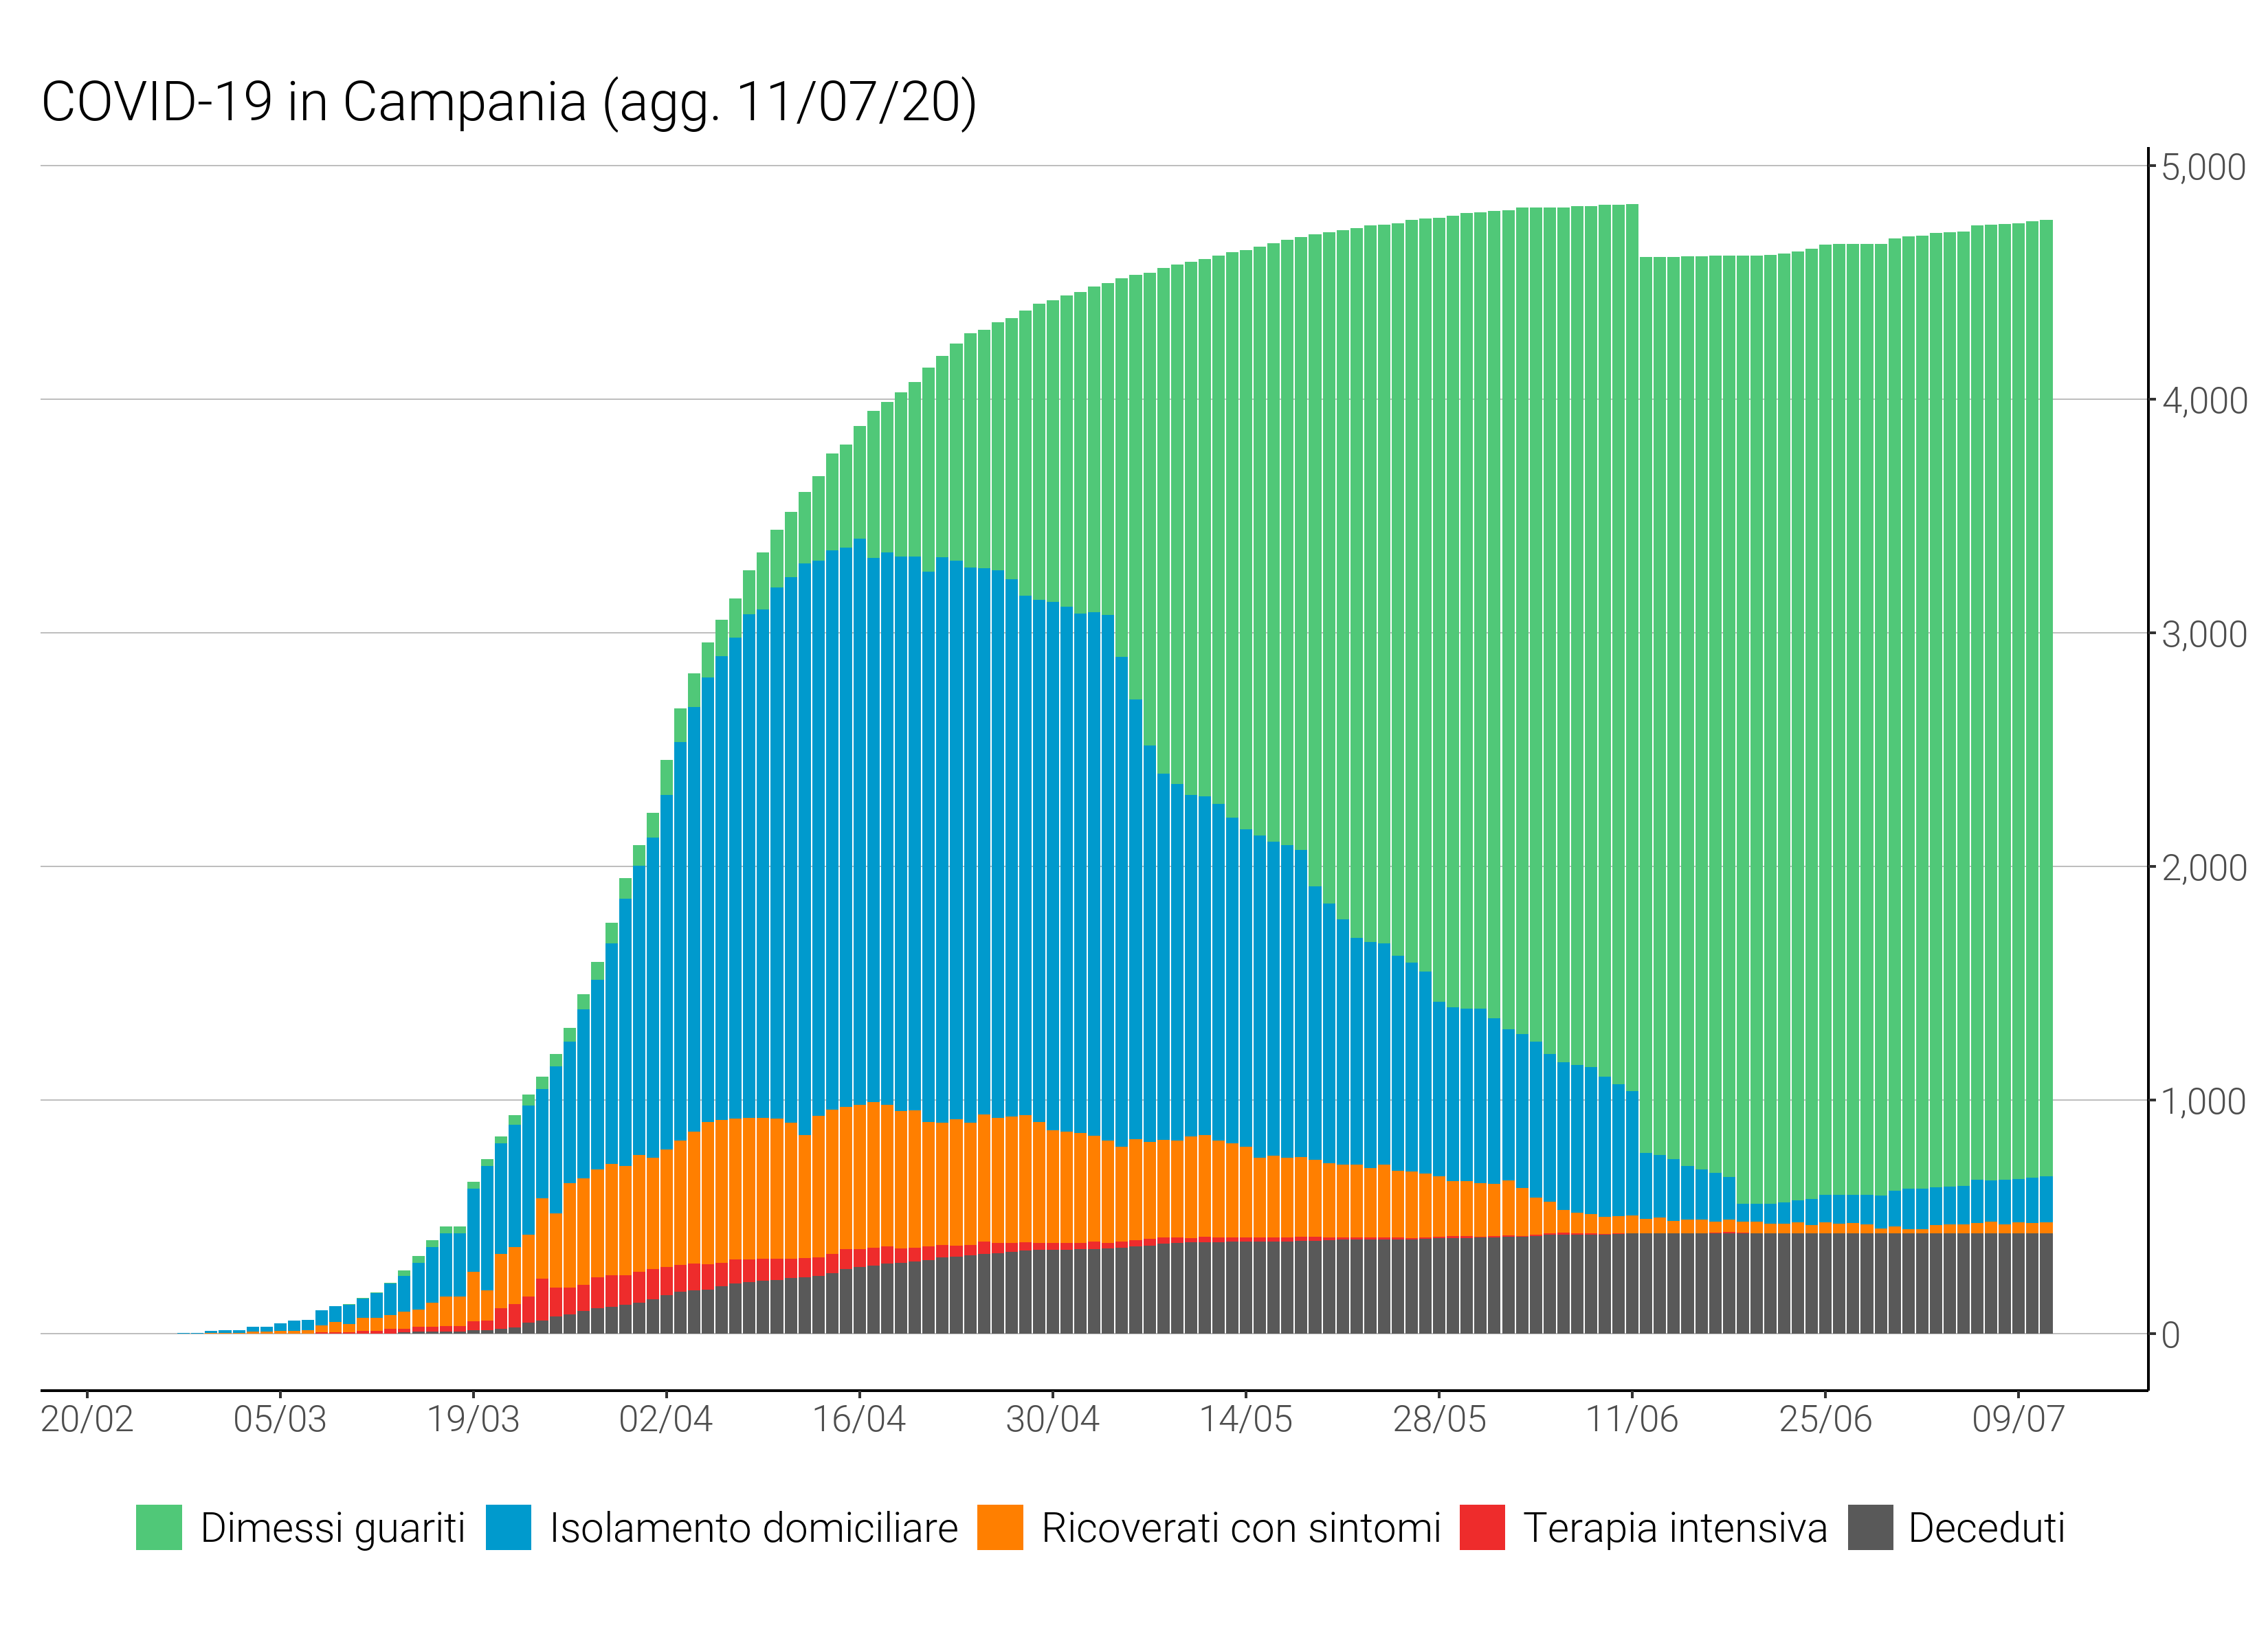 COVID-19 in Campania (agg. 11/07/20)
5,000
4,000
3,000
2,000
1,000
0
20/02 05/03 19/03 02/04 16/04 30/04 14/05 28/05 11/06 25/06 09/07
Dimessi guariti Isolamento domiciliare Ricoverati con sintomi Terapia intensiva Deceduti